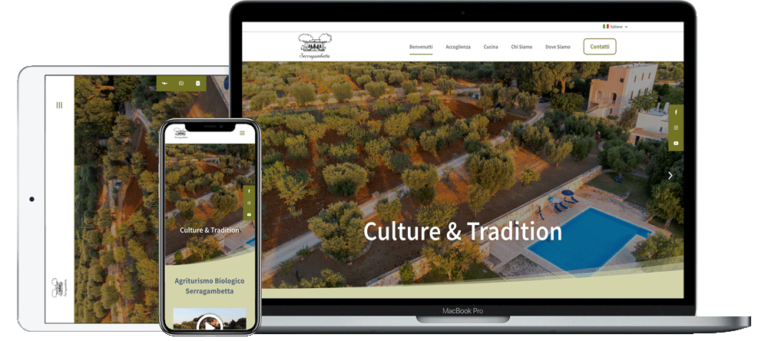 Italiano
Serragambetta
Benvenuti Accoglienza Cucina Chi Siamo Dove Siamo Contatti
Culture & Tradition
MacBook Pro
Culture & Tradition
Agriturismo Biologico
Serragambetta